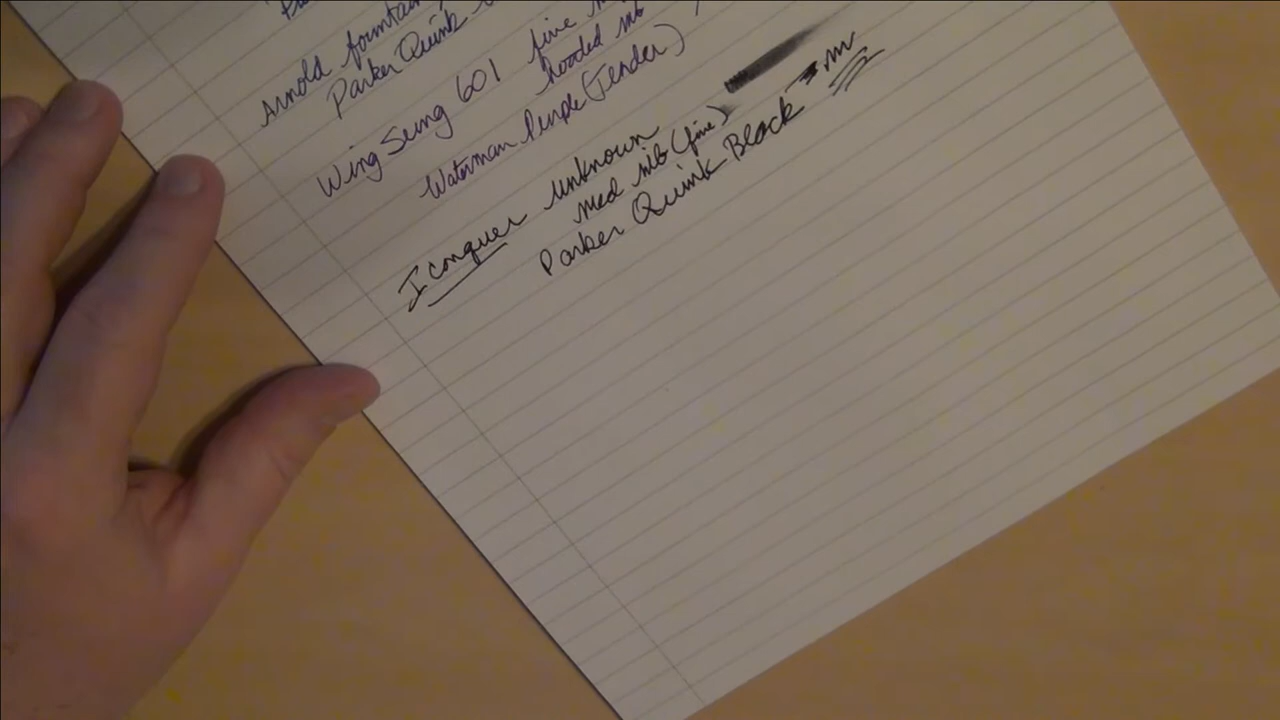 Arnold fountain
Parker Quink
Wing Sung 601 fine
hooded nib
Waterman Purple (Tender)
I conquer unknown
med nib (fine)
Parker Quink Black